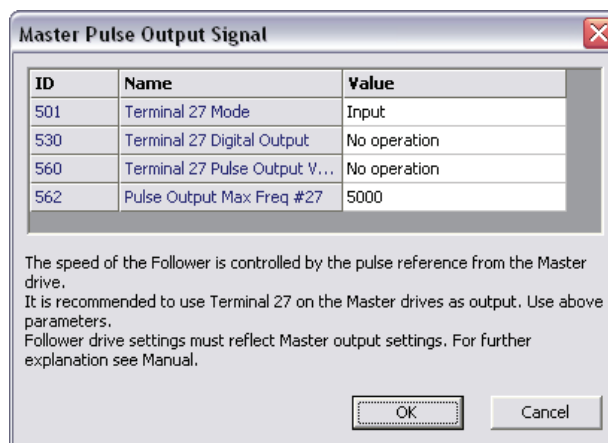 Master Pulse Output Signal
ID Name Value
501 Terminal 27 Mode Input
530 Terminal 27 Digital Output No operation
560 Terminal 27 Pulse Output V... No operation
562 Pulse Output Max Freq #27 5000
The speed of the Follower is controlled by the pulse reference from the Master
drive.
It is recommended to use Terminal 27 on the Master drives as output. Use above
parameters.
Follower drive settings must reflect Master output settings. For further
explanation see Manual.
OK Cancel